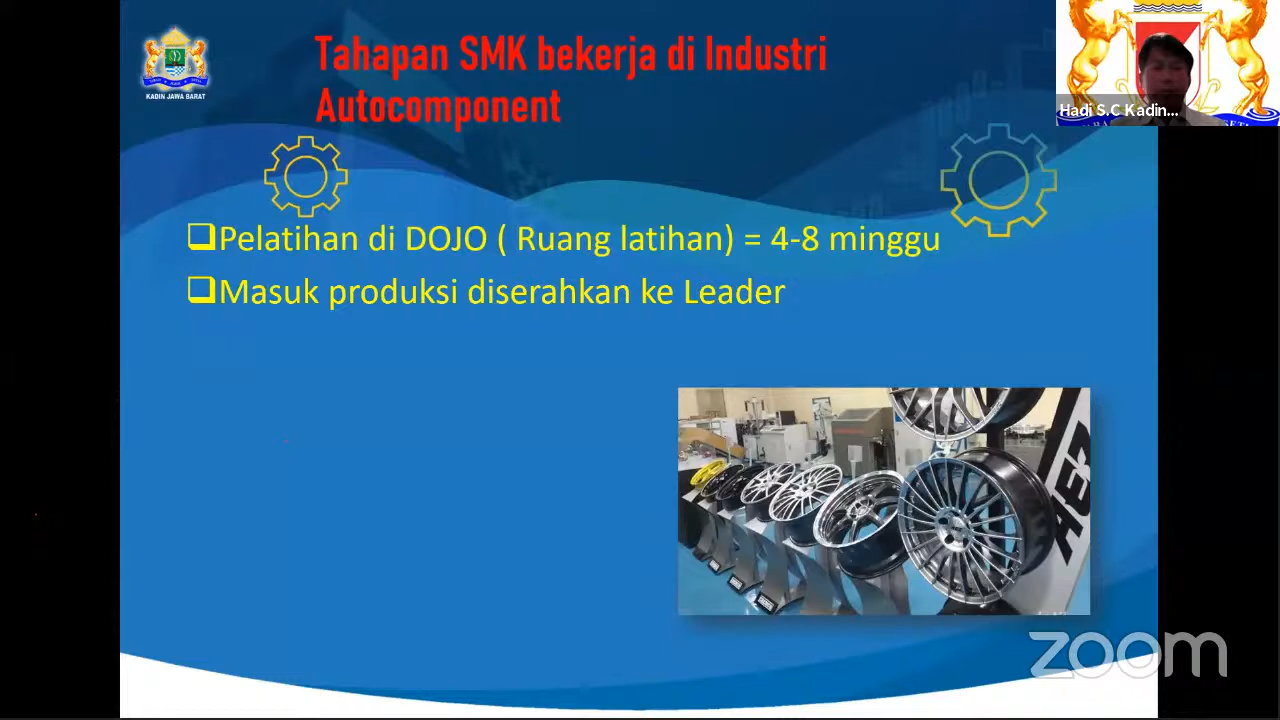 Tahapan SMK bekerja di Industri
Autocomponent
KADIN JAWA BARAT
Hadi S.C Kadin...
❑Pelatihan di DOJO ( Ruang latihan) = 4-8 minggu
❑Masuk produksi diserahkan ke Leader
zoom